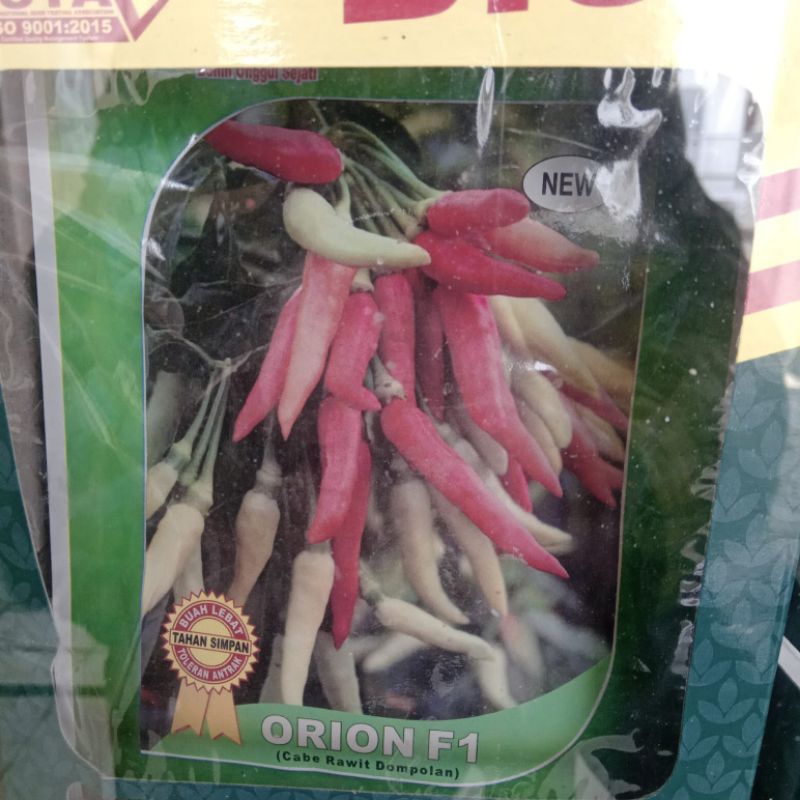 ISO 9001:2015
Benih Unggul Sejati
NEW
BUAH LEBAT
TAHAN SIMPAN
TOLERAN ANTRAK
ORION F1
(Cabe Rawit Dompolan)